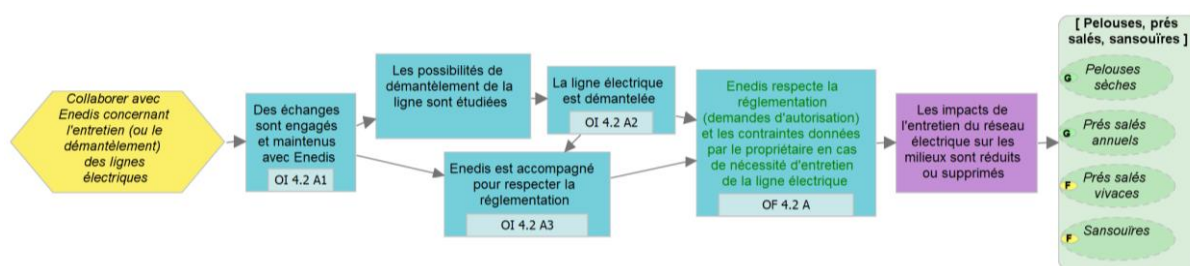 Collaborer avec
Enedis concernant
l'entretien (ou le
démantèlement)
des lignes
électriques
Des échanges
sont engagés
et maintenus
avec Enedis
OI 4.2 A1
Les possibilités de
démantèlement de la
ligne sont étudiées
La ligne électrique
est démantelée
OI 4.2 A2
Enedis est accompagné
pour respecter la
réglementation
OI 4.2 A3
Enedis respecte la
réglementation
(demandes d'autorisation)
et les contraintes données
par le propriétaire en cas
de nécessité d'entretien
de la ligne électrique
OF 4.2 A
Les impacts de
l'entretien du réseau
électrique sur les
milieux sont réduits
ou supprimés
[ Pelouses, prés
salés, sansouïres ]
G
Pelouses
sèches
G
Prés salés
annuels
F
Prés salés
vivaces
F
Sansouïres